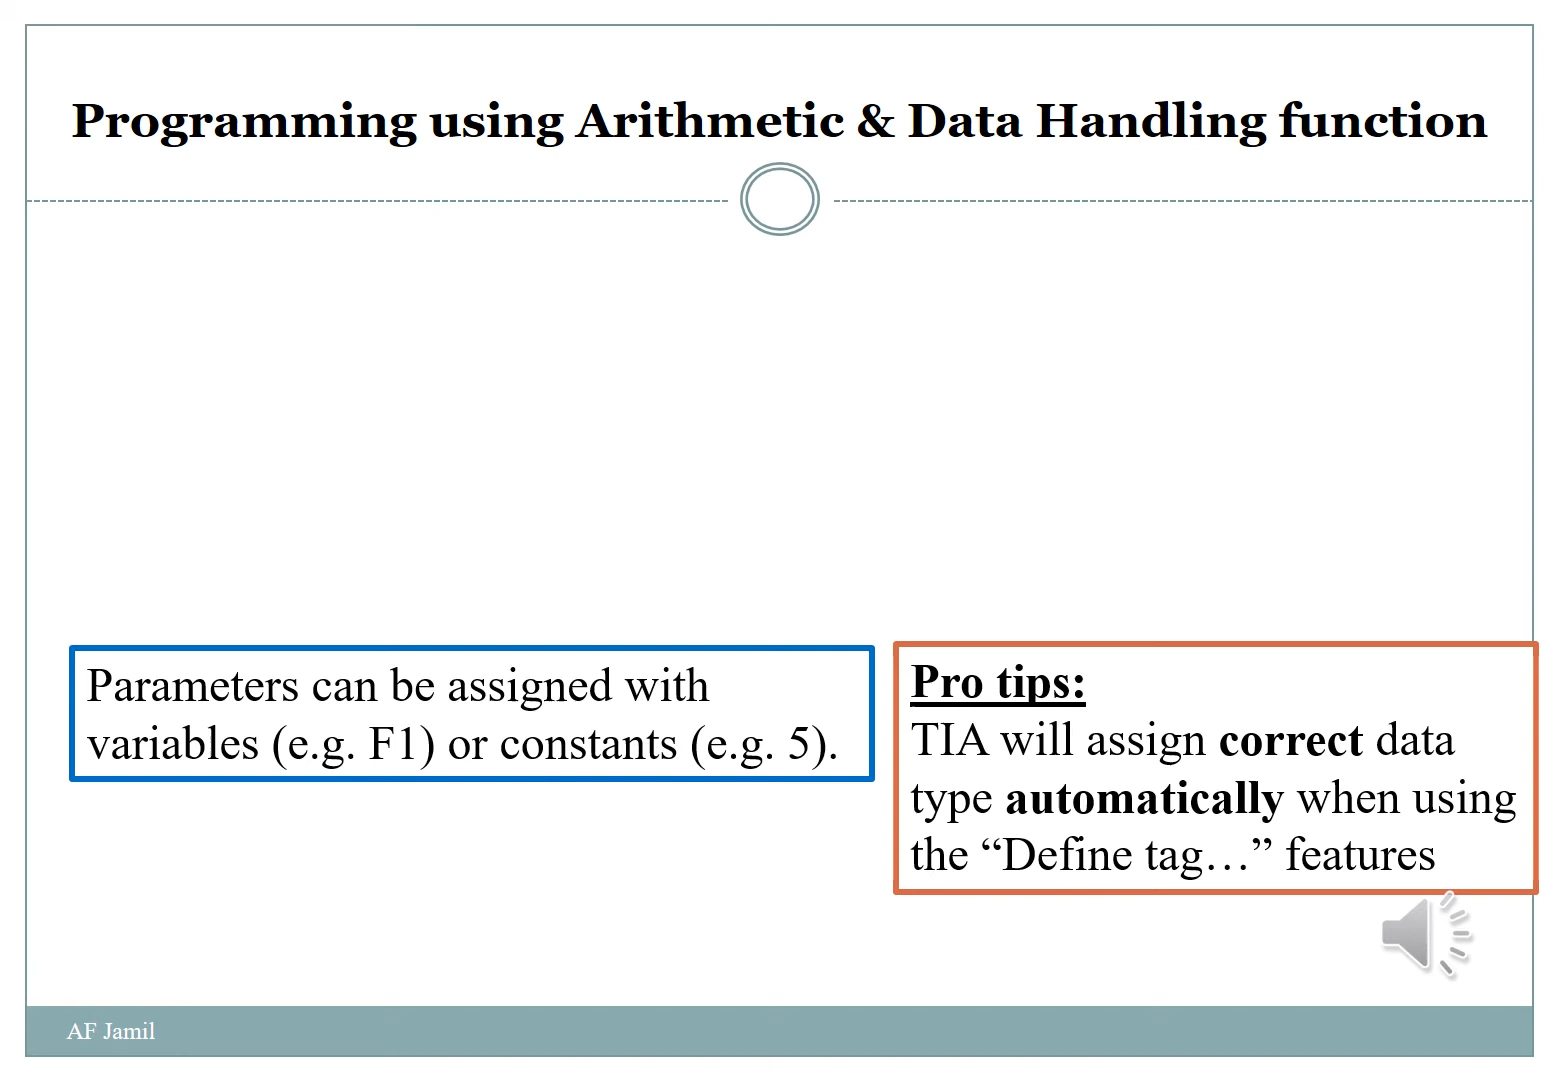 Programming using Arithmetic & Data Handling function
Parameters can be assigned with
variables (e.g. F1) or constants (e.g. 5).
Pro tips:
TIA will assign correct data
type automatically when using
the “Define tag…” features
AF Jamil